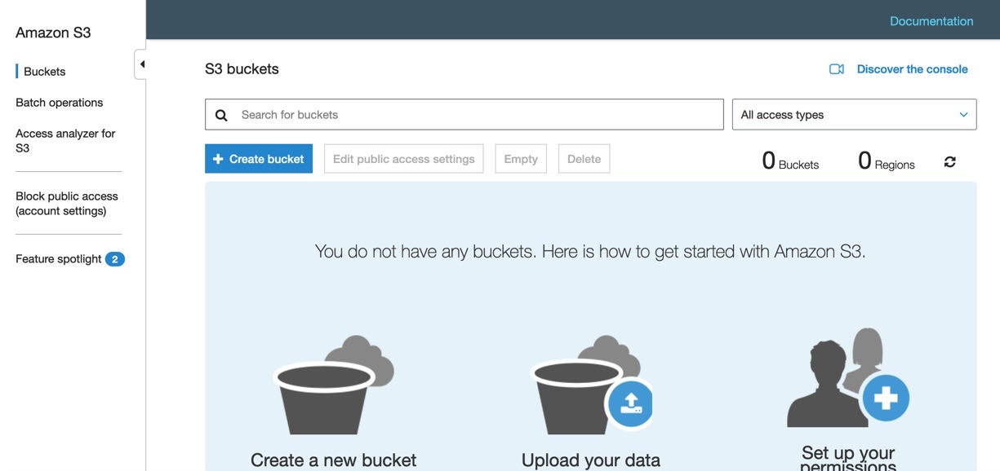 Documentation
Amazon S3
Buckets
Batch operations
Access analyzer for
S3
Block public access
(account settings)
Feature spotlight 2
S3 buckets
Discover the console
Search for buckets
All access types
Create bucket
Edit public access settings
Empty
Delete
0 Buckets
0 Regions
You do not have any buckets. Here is how to get started with Amazon S3.
Create a new bucket
Upload your data
Set up your
permissions